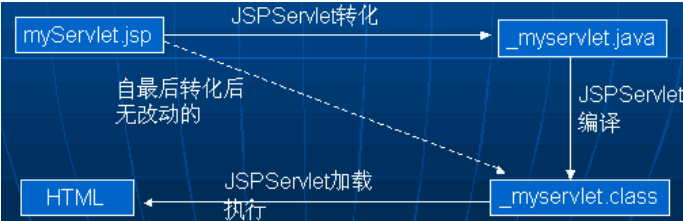 JSPServlet转化
myServlet.jsp
_myservlet.java
自最后转化后
无改动的
JSPServlet
编译
JSPServlet加载
执行
HTML
_myservlet.class